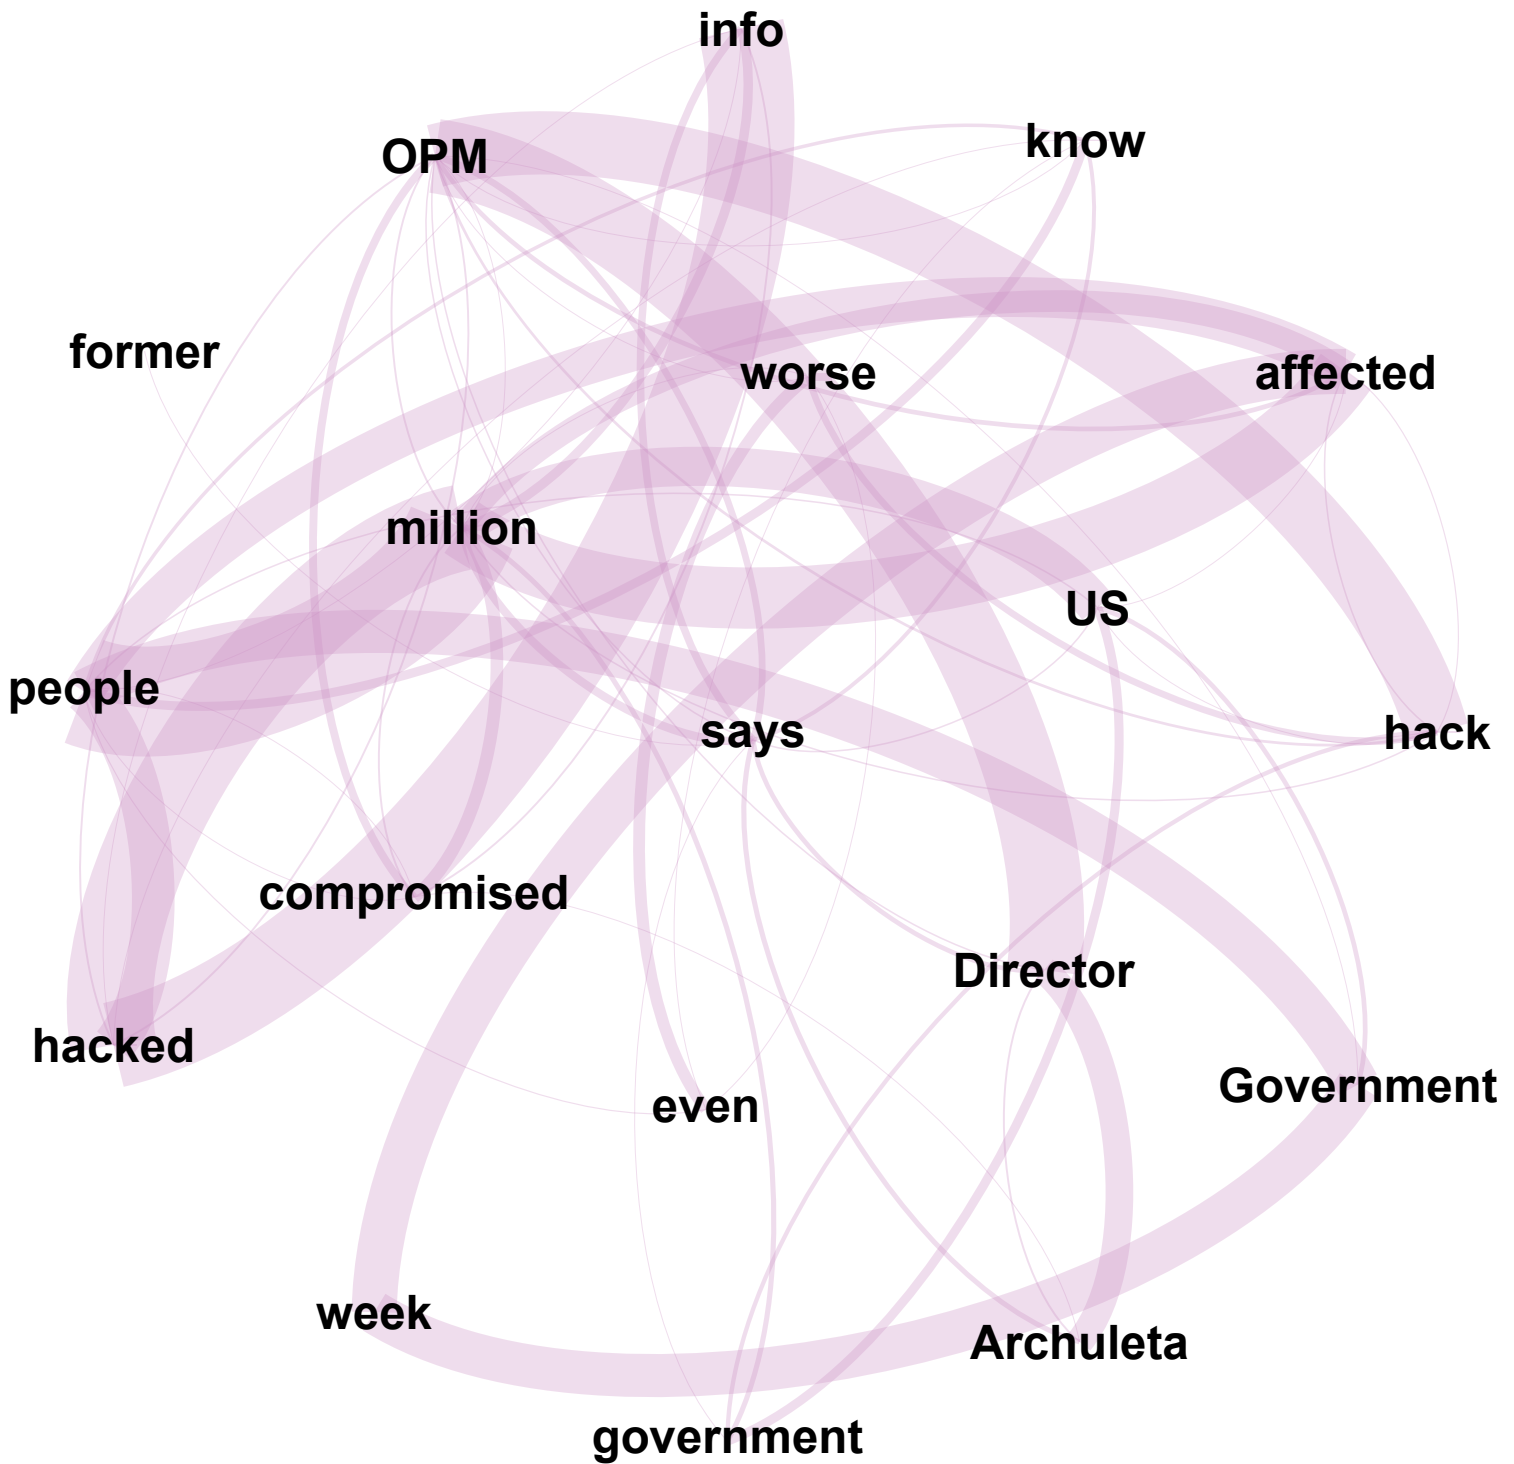 info
know
OPM
former
worse
affected
million
US
people
says
hack
compromised
Director
hacked
Government
even
week
Archuleta
government